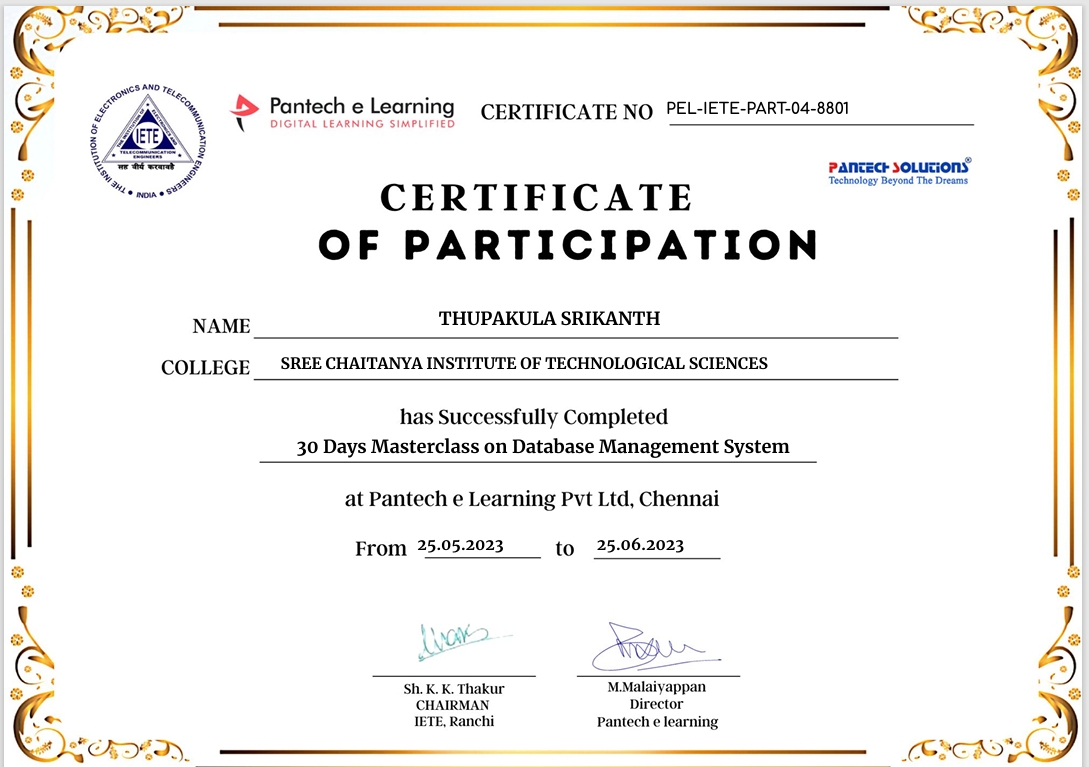 THE INSTITUTION OF ELECTRONICS AND TELECOMMUNICATION ENGINEERS
INDIA
IETE
TELECOMMUNICATION
ENGINEERS
सह वीर्यं करवावहै
Pantech e Learning
DIGITAL LEARNING SIMPLIFIED
CERTIFICATE NO PEL-IETE-PART-04-8801
PANTECH SOLUTIONS®
Technology Beyond The Dreams
CERTIFICATE
OF PARTICIPATION
NAME THUPAKULA SRIKANTH
COLLEGE SREE CHAITANYA INSTITUTE OF TECHNOLOGICAL SCIENCES
has Successfully Completed
30 Days Masterclass on Database Management System
at Pantech e Learning Pvt Ltd, Chennai
From 25.05.2023 to 25.06.2023
Sh. K. K. Thakur
CHAIRMAN
IETE, Ranchi
M.Malaiyappan
Director
Pantech e learning